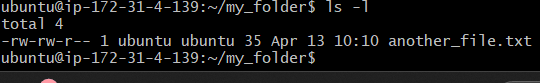 ubuntu@ip-172-31-4-139:~/my_folder$ ls -l
total 4
-rw-rw-r-- 1 ubuntu ubuntu 35 Apr 13 10:10 another_file.txt
ubuntu@ip-172-31-4-139:~/my_folder$